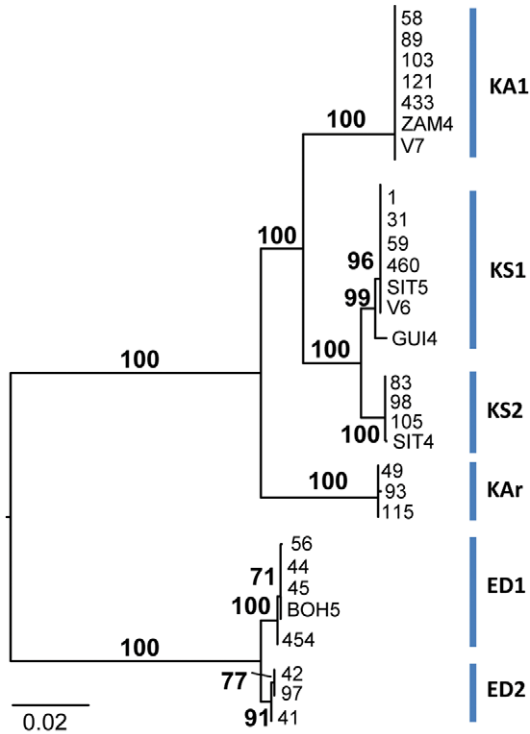 58
89
103
121
433
100 ZAM4
V7
KA1
100
1
31
59
96 460
SIT5
99 V6
GUI4
KS1
100
100
83
98
105
100 SIT4
KS2
49
100 93
115
KAr
56
44
71 45
100 BOH5
454
ED1
100
77 42
97
91 41
ED2
0.02